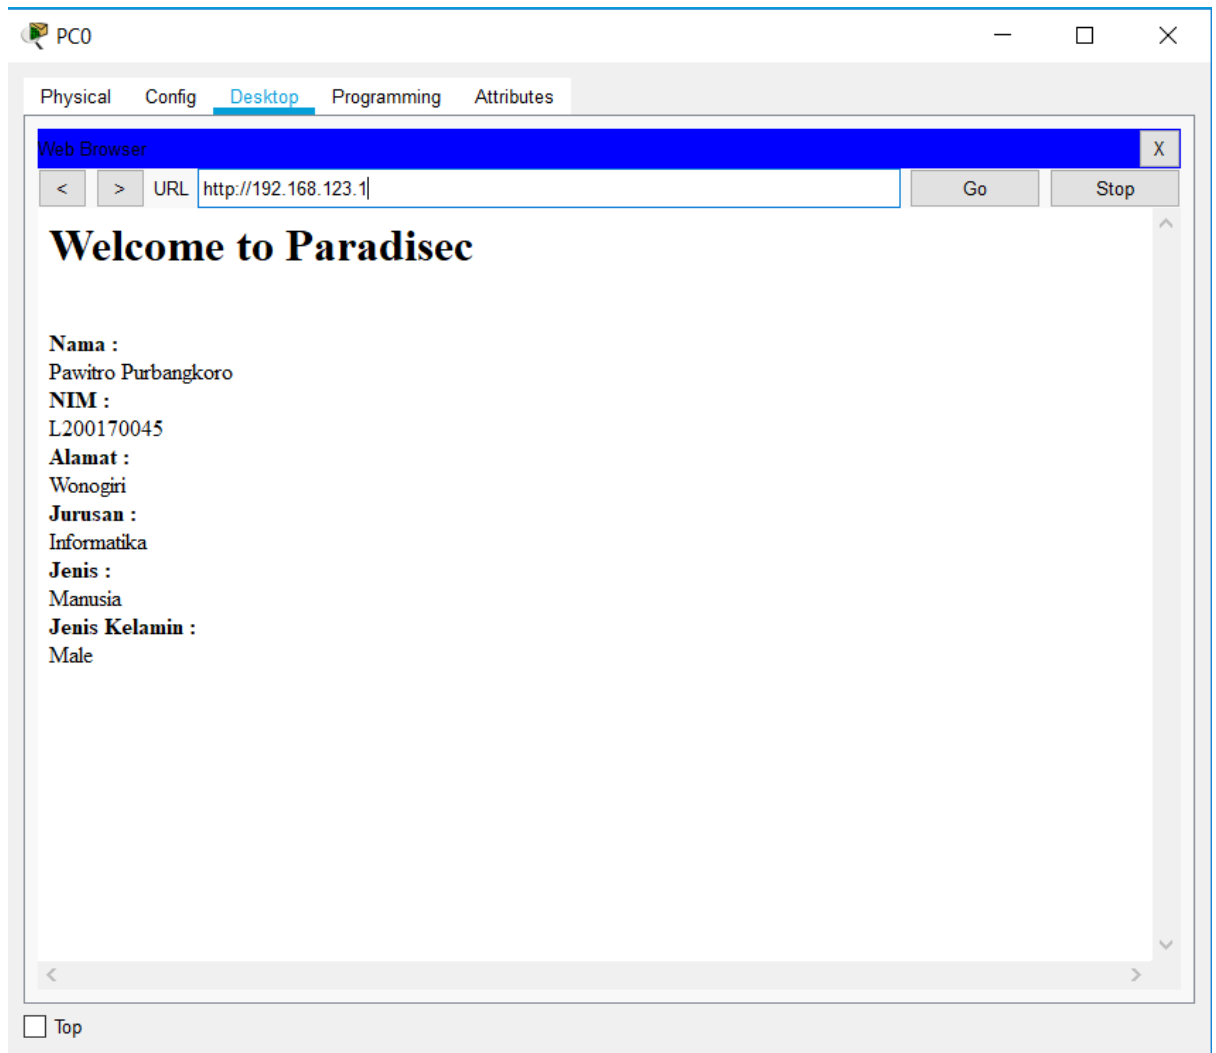 PC0
Physical Config Desktop Programming Attributes
Web Browser X
< > URL http://192.168.123.1 Go Stop
Welcome to Paradisec
Nama :
Pawitro Purbangkoro
NIM :
L200170045
Alamat :
Wonogiri
Jurusan :
Informatika
Jenis :
Manusia
Jenis Kelamin :
Male
Top